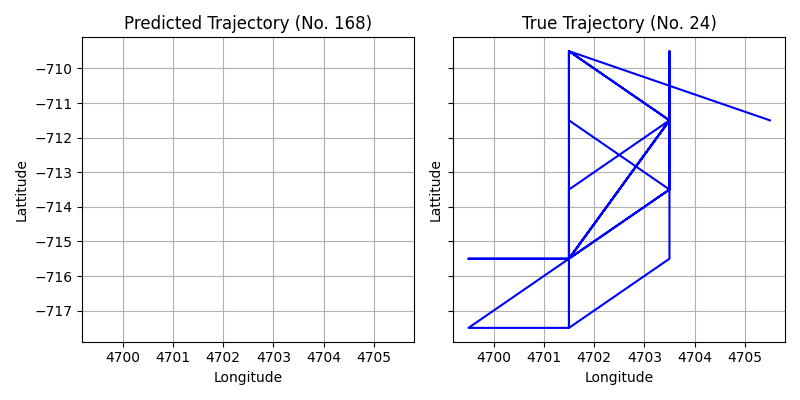 Predicted Trajectory (No. 168)
True Trajectory (No. 24)
Lattitude
−710
−711
−712
−713
−714
−715
−716
−717
4700 4701 4702 4703 4704 4705
Longitude
Lattitude
4700 4701 4702 4703 4704 4705
Longitude